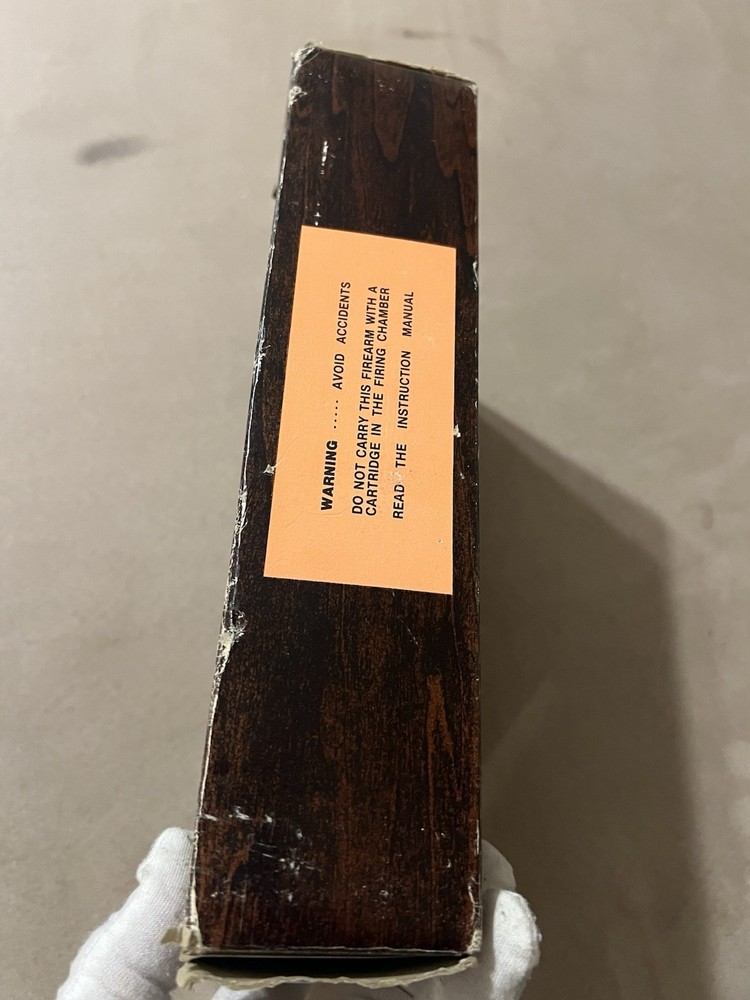 WARNING ..... AVOID ACCIDENTS
DO NOT CARRY THIS FIREARM WITH A
CARTRIDGE IN THE FIRING CHAMBER
READ THE INSTRUCTION MANUAL